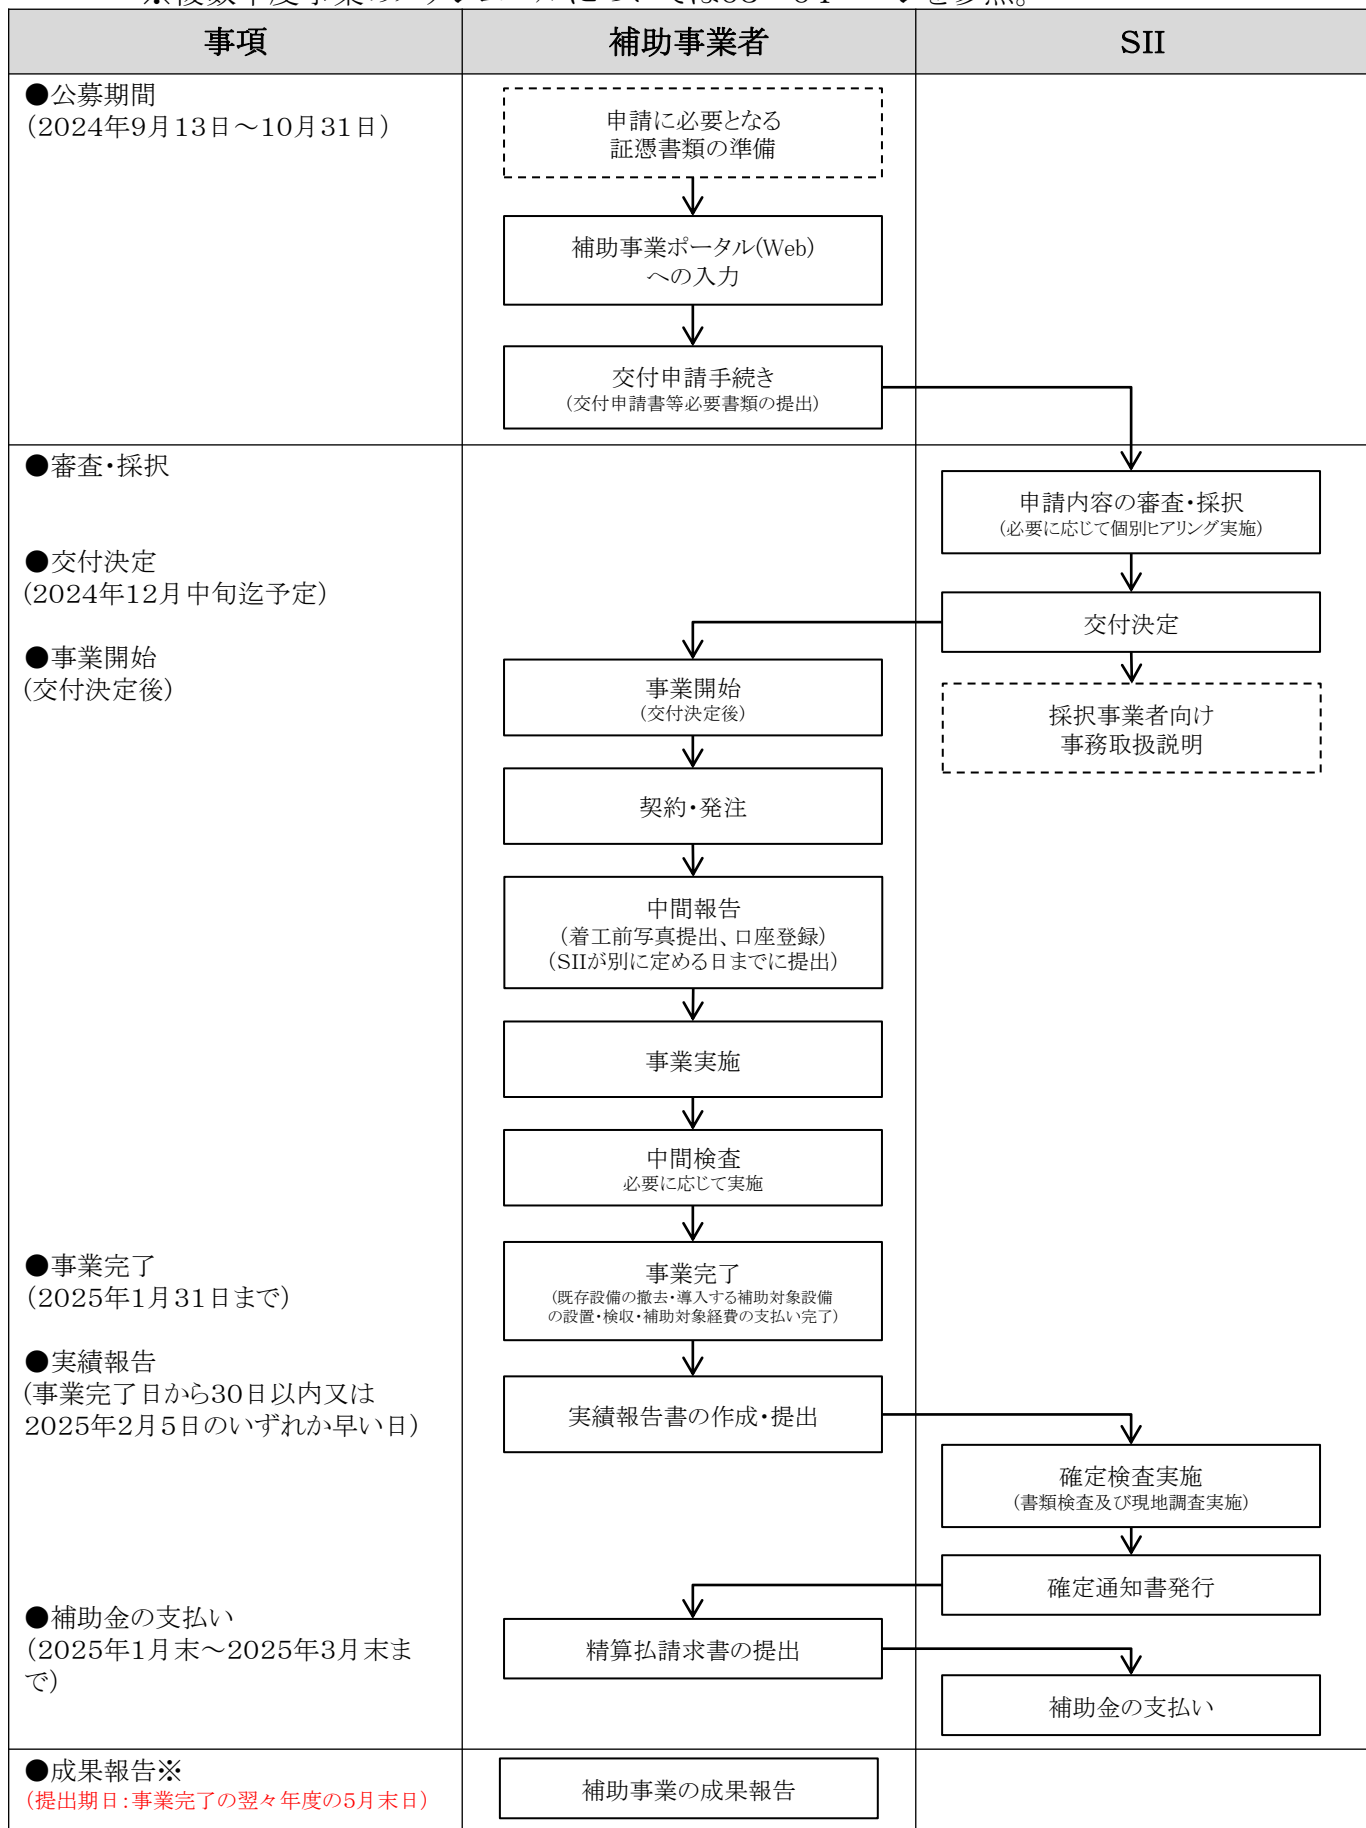 事項
補助事業者
SII
●公募期間
（2024年9月13日～10月31日）
申請に必要となる
証憑書類の準備
補助事業ポータル(Web)
への入力
交付申請手続き
（交付申請書等必要書類の提出）
●審査・採択
申請内容の審査・採択
（必要に応じて個別ヒアリング実施）
●交付決定
（2024年12月中旬迄予定）
交付決定
●事業開始
（交付決定後）
事業開始
（交付決定後）
採択事業者向け
事務取扱説明
契約・発注
中間報告
（着工前写真提出、口座登録）
（SIIが別に定める日までに提出）
事業実施
中間検査
必要に応じて実施
●事業完了
（2025年1月31日まで）
事業完了
（既存設備の撤去・導入する補助対象設備
の設置・検収・補助対象経費の支払い完了）
●実績報告
（事業完了日から30日以内又は
2025年2月5日のいずれか早い日）
実績報告書の作成・提出
確定検査実施
（書類検査及び現地調査実施）
確定通知書発行
●補助金の支払い
（2025年1月末～2025年3月末ま
で）
精算払請求書の提出
補助金の支払い
●成果報告※
（提出期日：事業完了の翌々年度の5月末日）
補助事業の成果報告